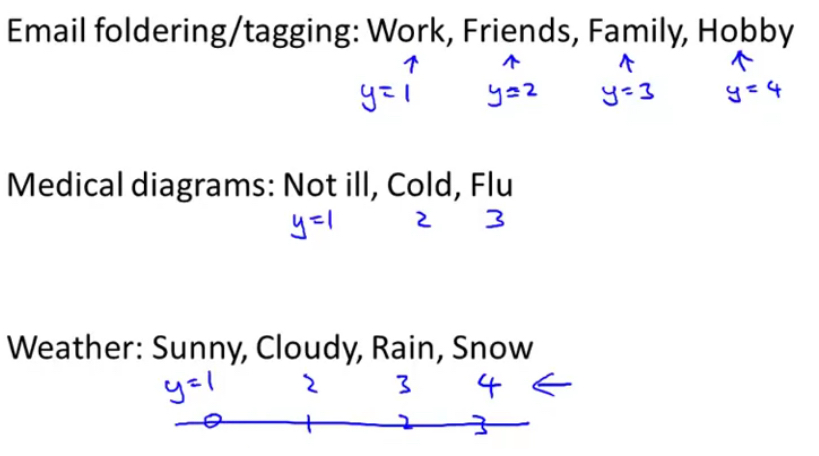 Email foldering/tagging: Work, Friends, Family, Hobby
y=1 y=2 y=3 y=4
Medical diagrams: Not ill, Cold, Flu
y=1 2 3
Weather: Sunny, Cloudy, Rain, Snow
y=1 2 3 4
0 1 2 3